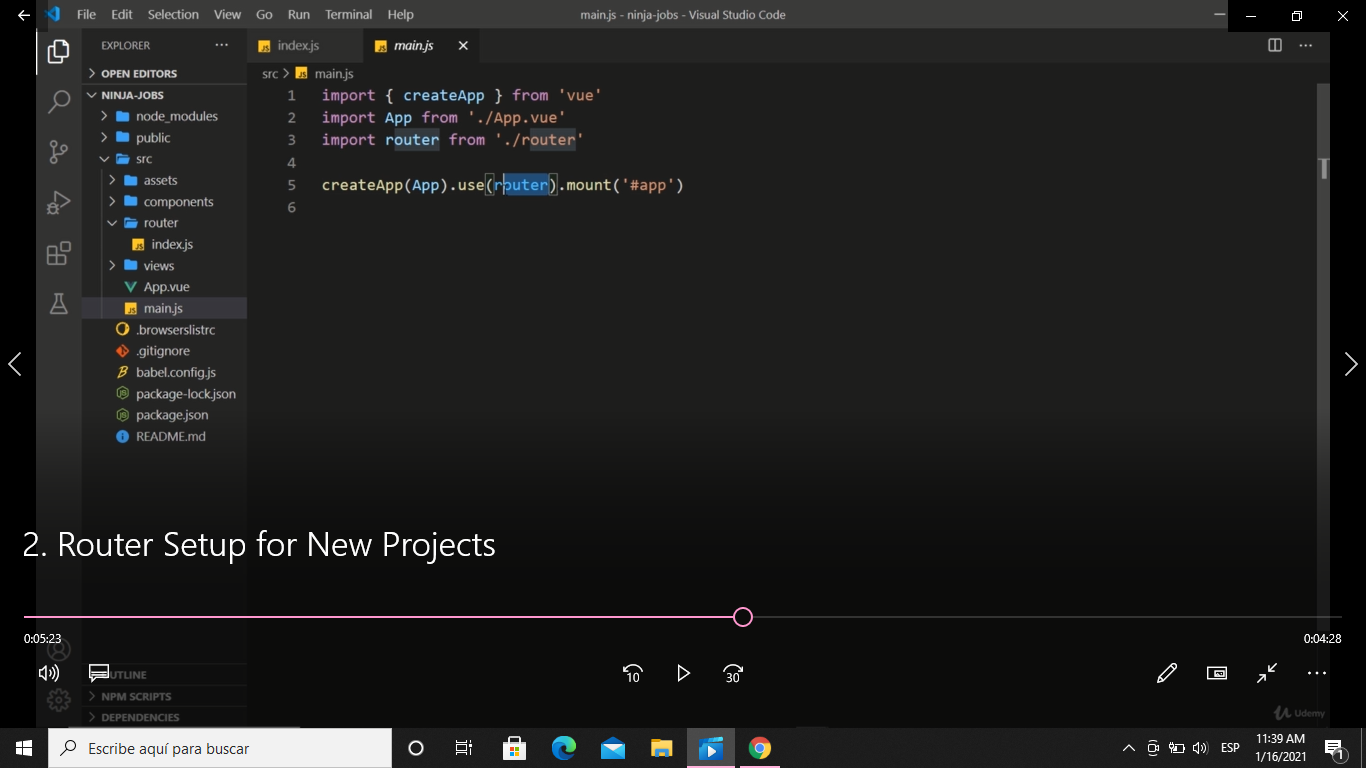 File Edit Selection View Go Run Terminal Help
main.js - ninja-jobs - Visual Studio Code
EXPLORER
index.js
main.js
OPEN EDITORS
src > main.js
NINJA-JOBS
node_modules
public
src
assets
components
router
index.js
views
App.vue
main.js
.browserslistrc
.gitignore
babel.config.js
package-lock.json
package.json
README.md
1 import { createApp } from 'vue'
2 import App from './App.vue'
3 import router from './router'
4
5 createApp(App).use(router).mount('#app')
6
2. Router Setup for New Projects
0:05:23
0:04:28
10
30
UTLINE
NPM SCRIPTS
DEPENDENCIES
Udemy
Escribe aquí para buscar
ESP
11:39 AM
1/16/2021
1